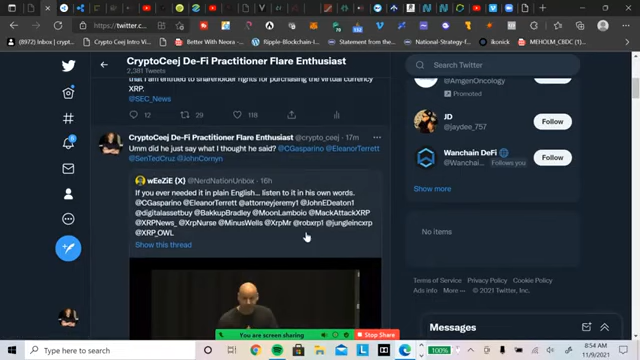 https://twitter.c...
(8972) Inbox | crypt...
Crypto Ceej Intro Vi...
Better With Neora -...
Ripple-Blockchain-I...
Statement from the...
National-Strategy-f...
ikonick
MEHOLM_CBDC (1)
CryptoCeej De-Fi Practitioner Flare Enthusiast
2,381 Tweets
Search Twitter
that I am entitled to shareholder rights for purchasing the virtual currency
XRP.
@SEC_News
12
29
118
@AmgenOncology
Promoted
JD
@jaydee_757
Follow
Wanchain DeFi
@Wanchain...
Follows you
Follow
Show more
CryptoCeej De-Fi Practitioner Flare Enthusiast @crypto_ceej · 17m
Umm did he just say what I thought he said? @CGasparino @EleanorTerrett
@SenTedCruz @JohnCornyn
wEeZiE {X} @NerdNationUnbox · 16h
If you ever needed it in plain English... listen to it in his own words.
@CGasparino @EleanorTerrett @attorneyjeremy1 @JohnEDeaton1
@digitalassetbuy @BakkupBradley @MoonLamboio @MackAttackXRP
@XRPNews_ @XrpNurse @MinusWells @XrpMr @robxrp1 @jungleincxrp
@XRP_OWL
Show this thread
No items
Terms of Service Privacy Policy Cookie Policy
Ads info More © 2021 Twitter, Inc.
Messages
You are screen sharing
Stop Share
Type here to search
100%
8:54 AM
11/9/2021